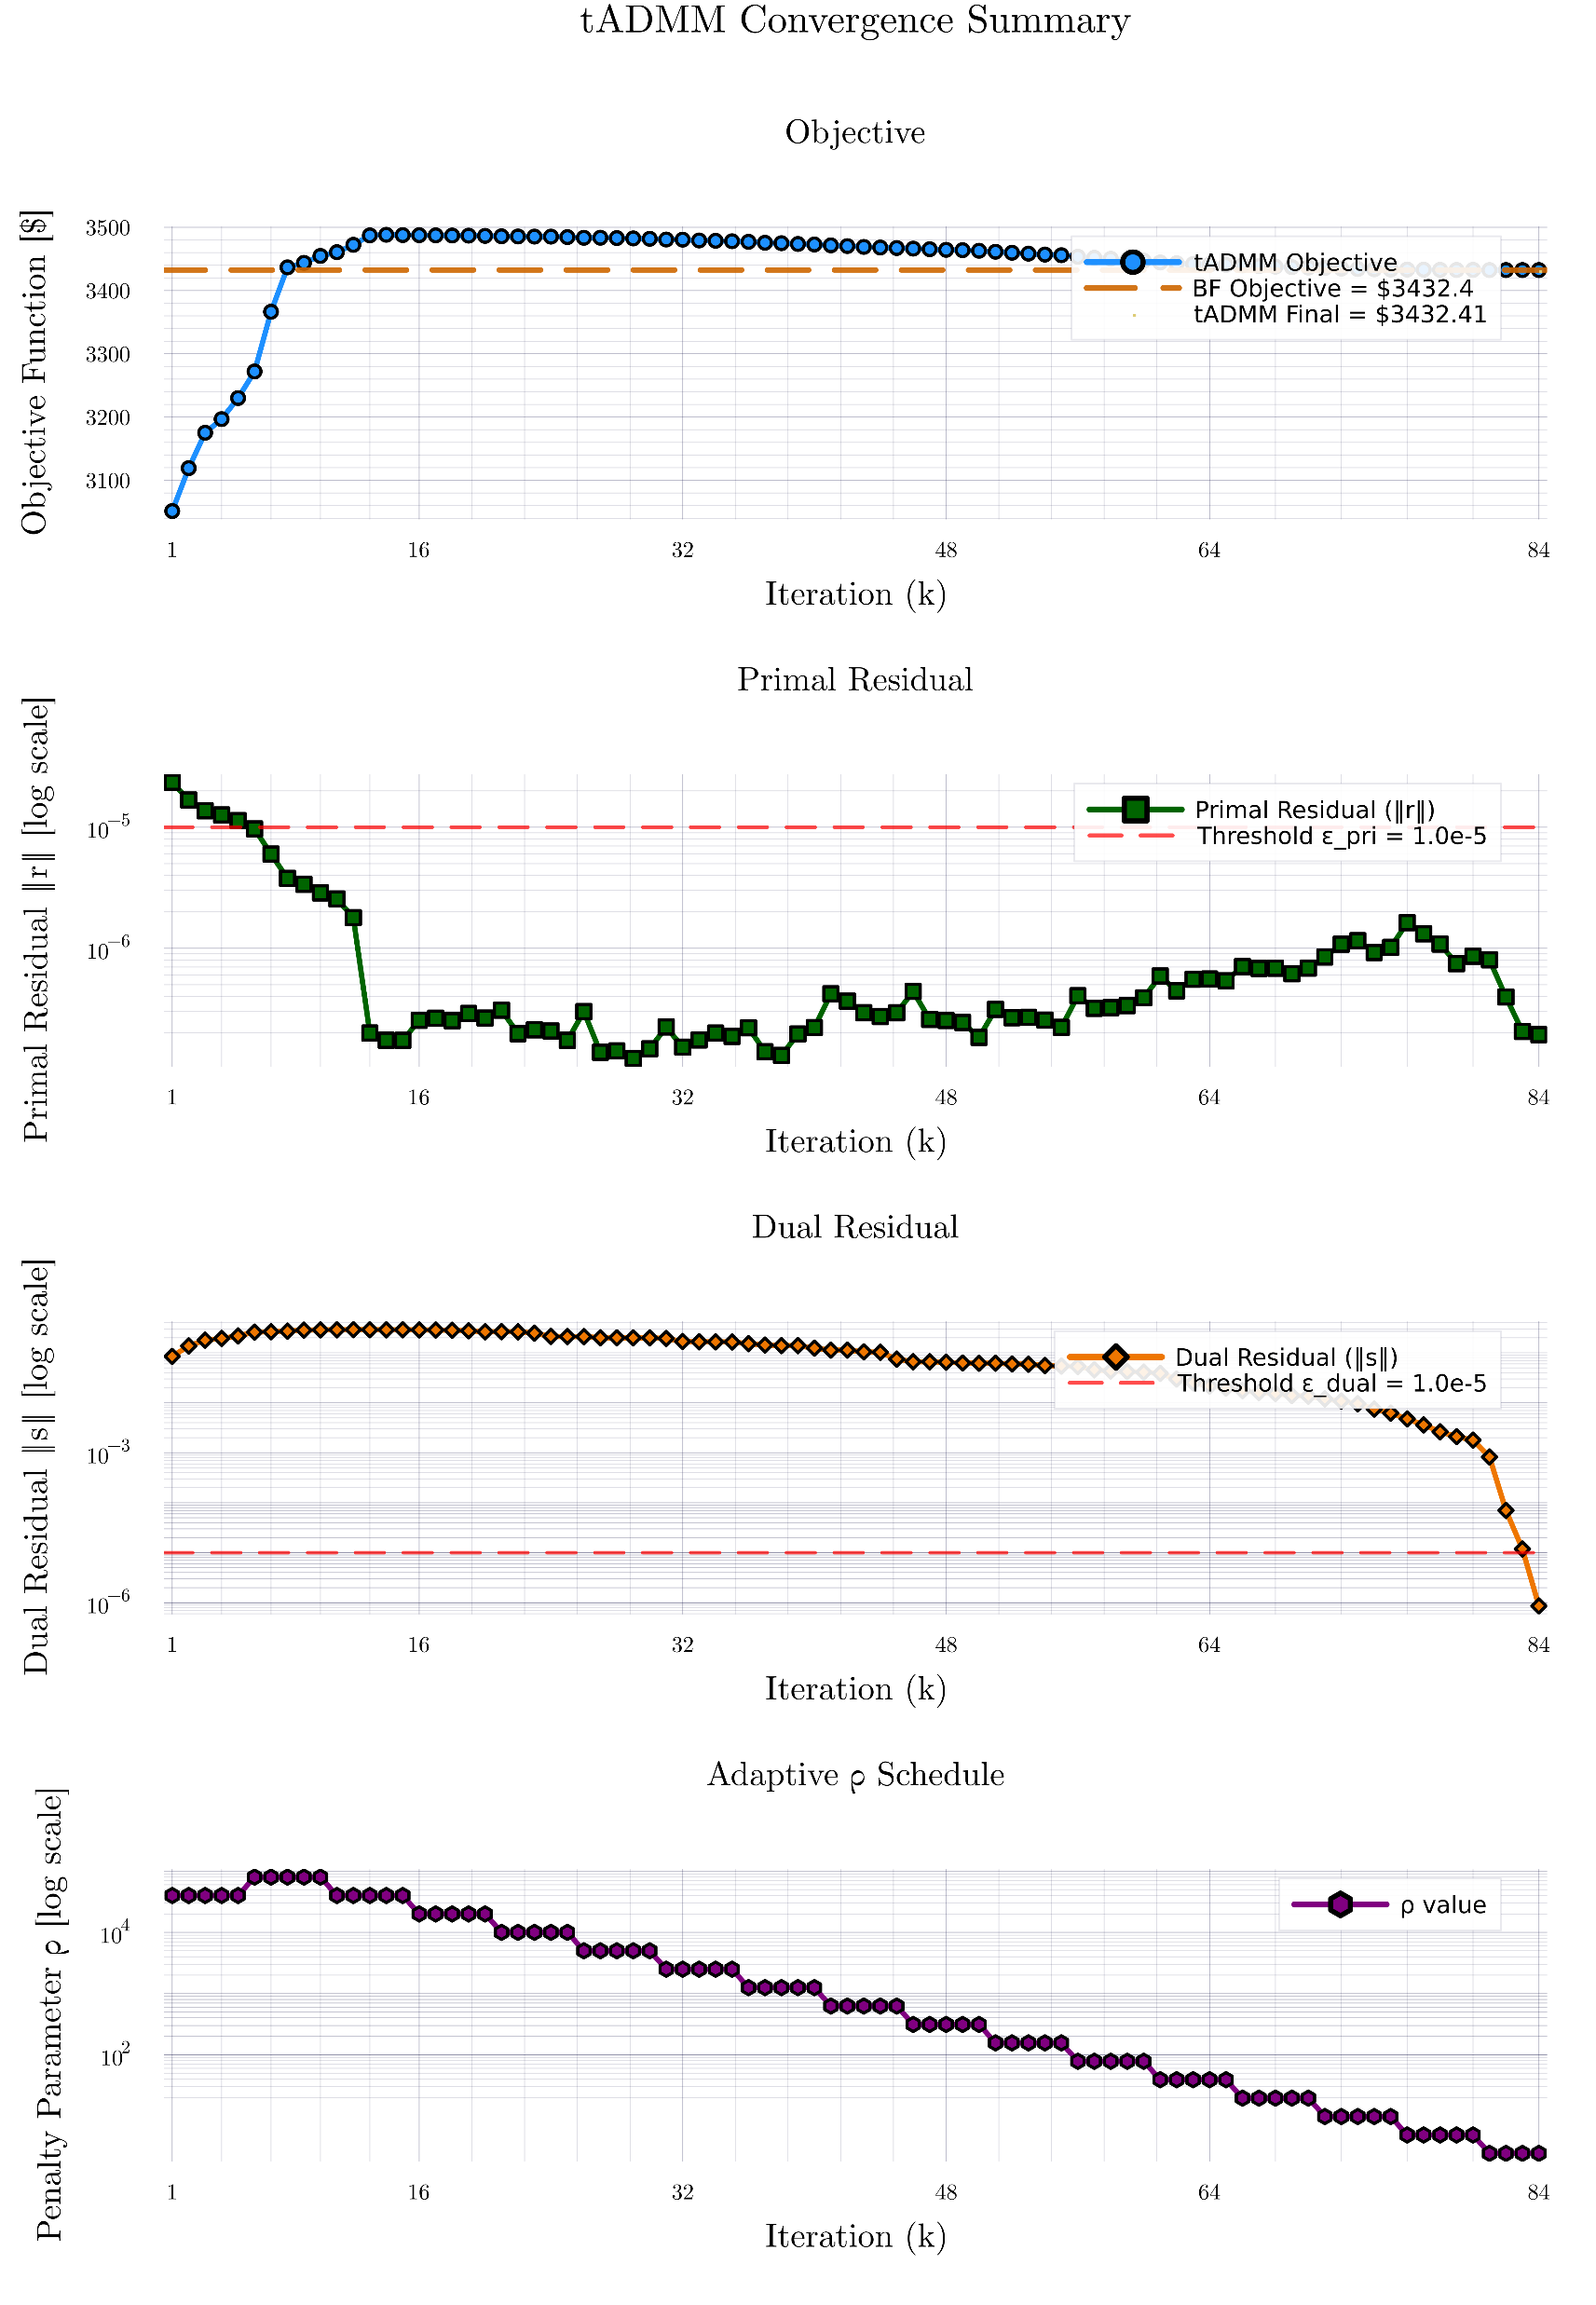 tADMM Convergence Summary
Objective
Objective Function [$]
3500
3400
3300
3200
3100
tADMM Objective
BF Objective = $3432.4
tADMM Final = $3432.41
1 16 32 48 64 84
Iteration (k)
Primal Residual
Primal Residual ‖r‖ [log scale]
10⁻⁵
10⁻⁶
Primal Residual (‖r‖)
Threshold ε_pri = 1.0e-5
1 16 32 48 64 84
Iteration (k)
Dual Residual
Dual Residual ‖s‖ [log scale]
10⁻³
10⁻⁶
Dual Residual (‖s‖)
Threshold ε_dual = 1.0e-5
1 16 32 48 64 84
Iteration (k)
Adaptive ρ Schedule
Penalty Parameter ρ [log scale]
10⁴
10²
ρ value
1 16 32 48 64 84
Iteration (k)